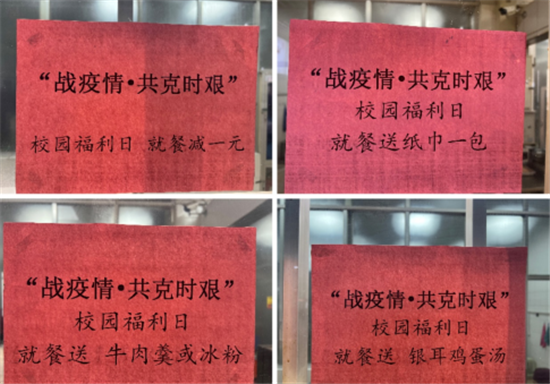 “战疫情·共克时艰”
校园福利日 就餐减一元
“战疫情·共克时艰”
校园福利日
就餐送纸巾一包
“战疫情·共克时艰”
校园福利日
就餐送 牛肉羹或冰粉
“战疫情·共克时艰”
校园福利日
就餐送 银耳鸡蛋汤